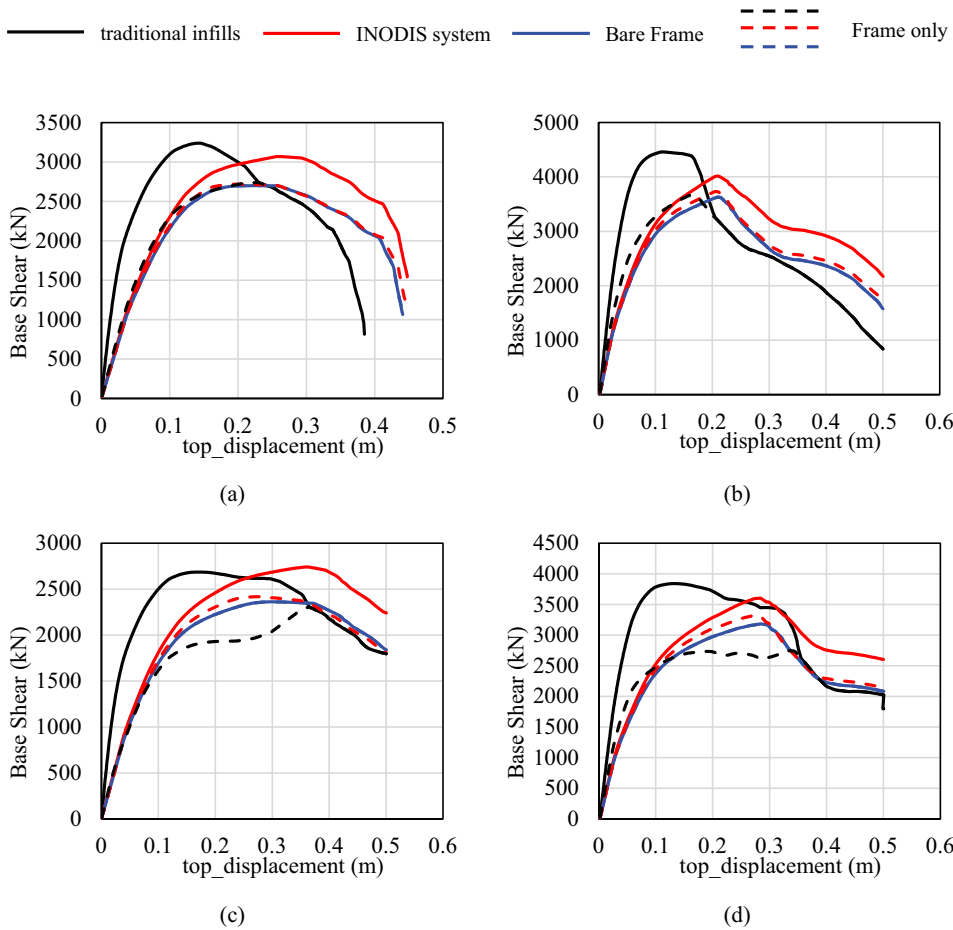 traditional infills INODIS system Bare Frame Frame only
3500
3000
2500
2000
1500
1000
500
0
Base Shear (kN)
0 0.1 0.2 0.3 0.4 0.5
top_displacement (m)
(a)
5000
4000
3000
2000
1000
0
Base Shear (kN)
0 0.1 0.2 0.3 0.4 0.5 0.6
top_displacement (m)
(b)
3000
2500
2000
1500
1000
500
0
Base Shear (kN)
0 0.1 0.2 0.3 0.4 0.5 0.6
top_displacement (m)
(c)
4500
4000
3500
3000
2500
2000
1500
1000
500
0
Base Shear (kN)
0 0.1 0.2 0.3 0.4 0.5 0.6
top_displacement (m)
(d)